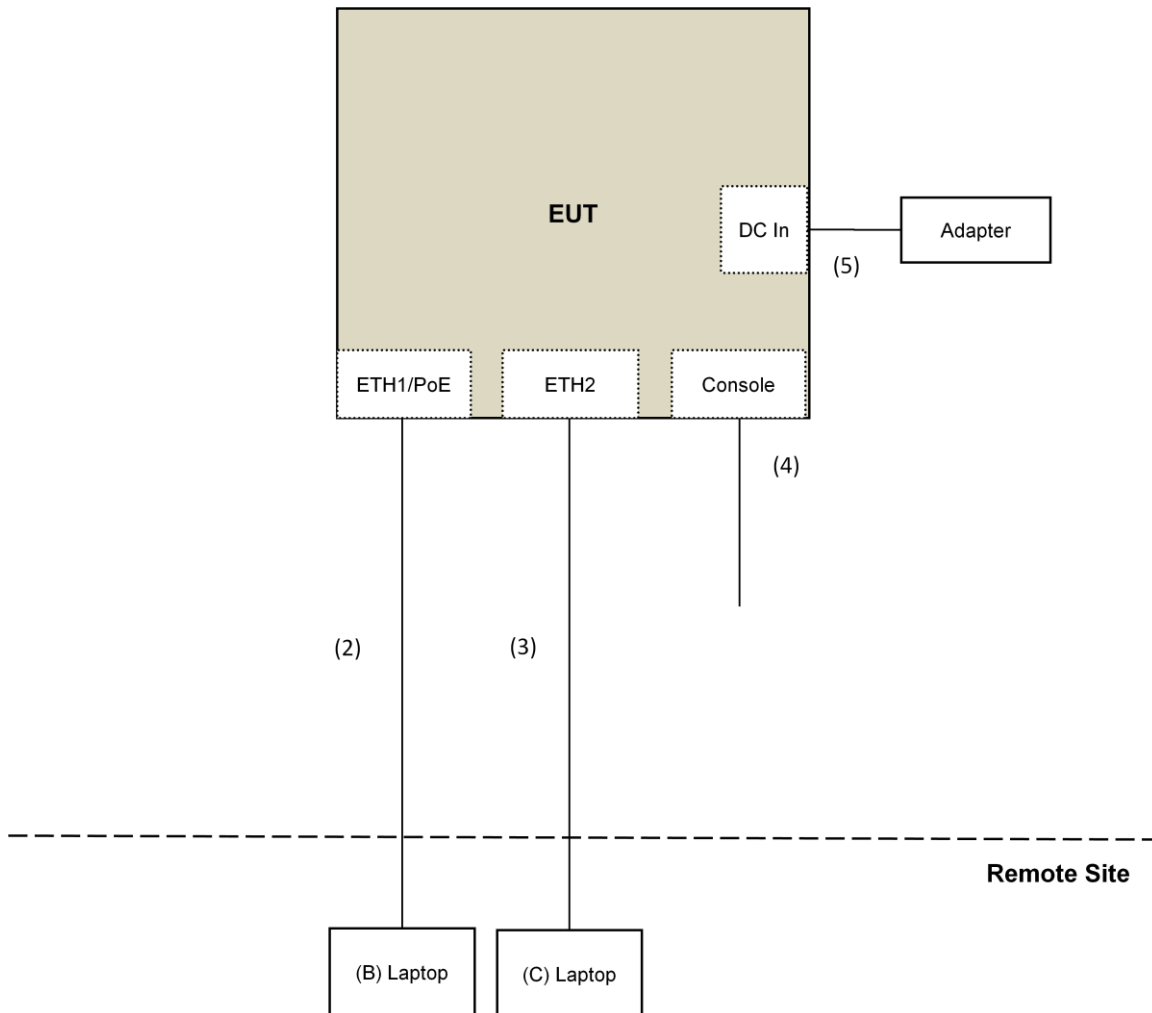 EUT
DC In
Adapter
(5)
ETH1/PoE
ETH2
Console
(4)
(2)
(3)
Remote Site
(B) Laptop
(C) Laptop